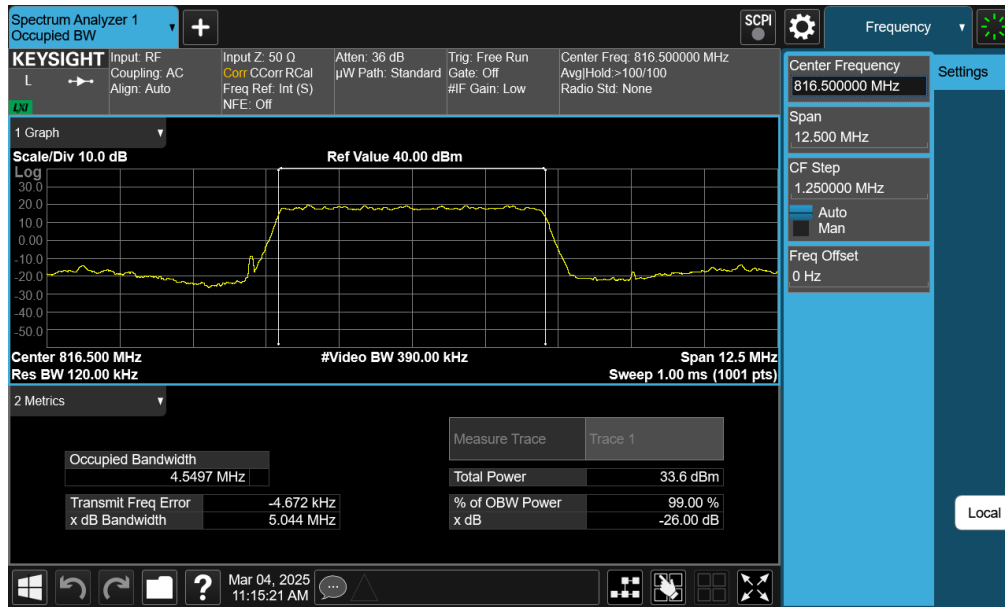 Spectrum Analyzer 1
Occupied BW
▼
+
SCPI
Frequency ▼
KEYSIGHT
L
LXI
Input: RF
Coupling: AC
Align: Auto
Input Z: 50 Ω
Corr CCorr RCal
Freq Ref: Int (S)
NFE: Off
Atten: 36 dB
µW Path: Standard
Trig: Free Run
Gate: Off
#IF Gain: Low
Center Freq: 816.500000 MHz
Avg|Hold:>100/100
Radio Std: None
Center Frequency
816.500000 MHz
Settings
Span
12.500 MHz
CF Step
1.250000 MHz
Auto
Man
Freq Offset
0 Hz
Local
1 Graph ▼
Scale/Div 10.0 dB
Ref Value 40.00 dBm
Log
30.0
20.0
10.0
0.00
-10.0
-20.0
-30.0
-40.0
-50.0
Center 816.500 MHz
#Video BW 390.00 kHz
Span 12.5 MHz
Res BW 120.00 kHz
Sweep 1.00 ms (1001 pts)
2 Metrics ▼
Measure Trace Trace 1
Occupied Bandwidth
4.5497 MHz
Total Power 33.6 dBm
Transmit Freq Error -4.672 kHz
% of OBW Power 99.00 %
x dB Bandwidth 5.044 MHz
x dB -26.00 dB
?
Mar 04, 2025
11:15:21 AM